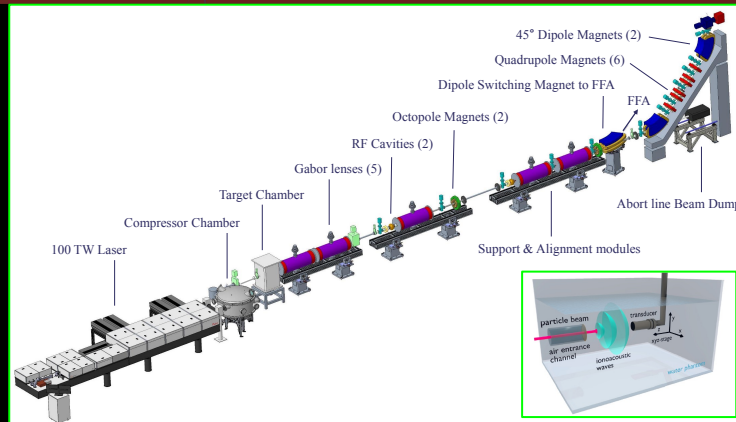 45° Dipole Magnets (2)
Quadrupole Magnets (6)
Dipole Switching Magnet to FFA
FFA
Octopole Magnets (2)
RF Cavities (2)
Gabor lenses (5)
Target Chamber
Compressor Chamber
100 TW Laser
Abort line Beam Dump
Support & Alignment modules
particle beam
air entrance
channel
ionoacoustic
waves
transducer
y
z
x
xyz-stage
water phantom